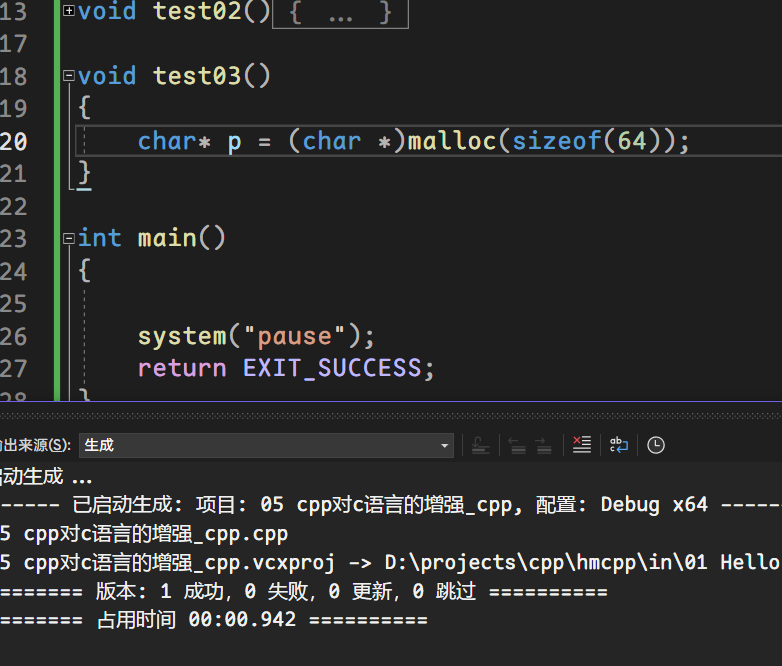 13 void test02() { ... }
17
18 void test03()
19 {
20 char* p = (char *)malloc(sizeof(64));
21 }
22
23 int main()
24 {
25
26 system("pause");
27 return EXIT_SUCCESS;
28 }
出来源(S): 生成
动生成 ...
----- 已启动生成: 项目: 05 cpp对c语言的增强_cpp, 配置: Debug x64 -----
5 cpp对c语言的增强_cpp.cpp
5 cpp对c语言的增强_cpp.vcxproj -> D:\projects\cpp\hmcpp\in\01 Hello
======= 版本: 1 成功, 0 失败, 0 更新, 0 跳过 ==========
======= 占用时间 00:00.942 ==========